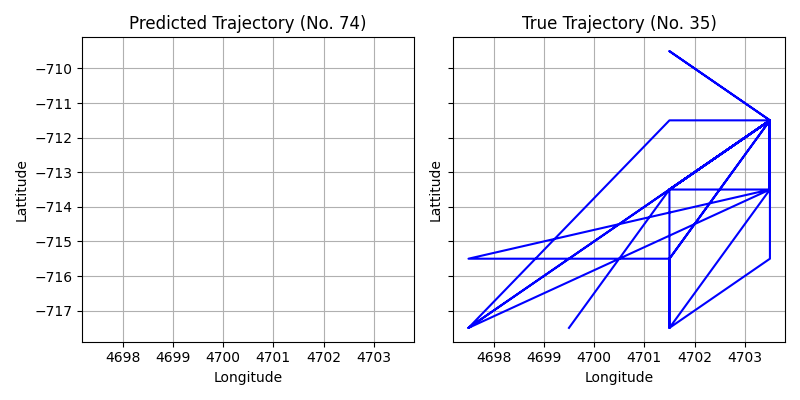 Predicted Trajectory (No. 74)
True Trajectory (No. 35)
−710
−711
−712
−713
−714
−715
−716
−717
Lattitude
Lattitude
4698 4699 4700 4701 4702 4703
4698 4699 4700 4701 4702 4703
Longitude
Longitude